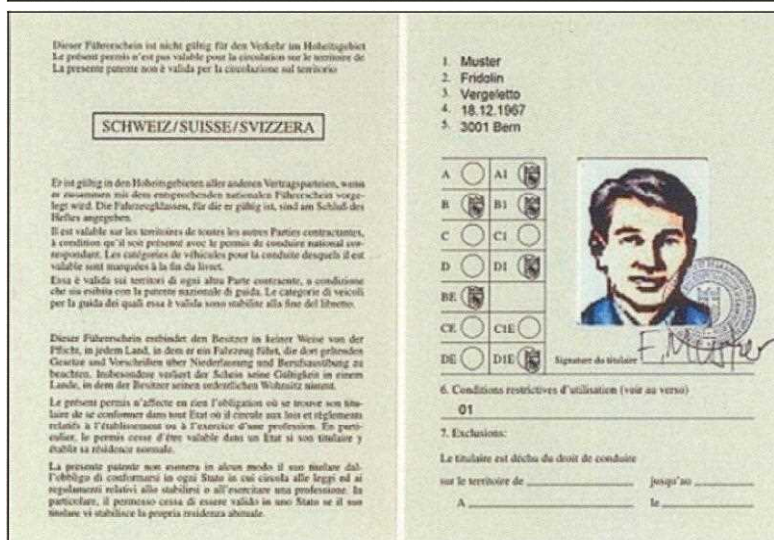 Dieser Führerschein ist nicht gültig für den Verkehr im Hoheitsgebiet
Le présent permis n'est pas valable pour la circulation sur le territoire de
La presente patente non è valida per la circolazione sul territorio
SCHWEIZ/SUISSE/SVIZZERA
Er ist gültig in den Hoheitsgebieten aller anderen Vertragsparteien, wenn
er zusammen mit dem entsprechenden nationalen Führerschein vorge-
legt wird. Die Fahrzeugklassen, für die er gültig ist, sind am Schluß des
Heftes angegeben.
Il est valable sur les territoires de toutes les autres Parties contractantes,
à condition qu'il soit présenté avec le permis de conduire national cor-
respondant. Les catégories de véhicules pour la conduite desquels il est
valable sont marquées à la fin du livret.
Essa è valida sui territori di ogni altra Parte contraente, a condizione
che sia esibita con la patente nazionale di guida. Le categorie di veicoli
per la guida dei quali essa è valida sono stabilite alla fine del libretto.
Dieser Führerschein entbindet den Besitzer in keiner Weise von der
Pflicht, in jedem Land, in dem er ein Fahrzeug führt, die dort geltenden
Gesetze und Vorschriften über Niederlassung und Berufsausübung zu
beachten. Insbesondere verliert der Schein seine Gültigkeit in einem
Lande, in dem der Besitzer seinen ordentlichen Wohnsitz nimmt.
Le présent permis n'affecte en rien l'obligation où se trouve son titu-
laire de se conformer dans tout Etat où il circule aux lois et règlements
relatifs à l'établissement ou à l'exercice d'une profession. En parti-
culier, le permis cesse d'être valable dans un Etat si son titulaire y
établit sa résidence normale.
La presente patente non esonera in alcun modo il suo titolare dal-
l'obbligo di conformarsi in ogni Stato in cui circola alle leggi ed ai
regolamenti relativi allo stabilirsi o all'esercitare una professione. In
particolare, il permesso cessa di essere valido in uno Stato se il suo
titolare vi stabilisce la propria residenza abituale.
1. Muster
2. Fridolin
3. Vergeletto
4. 18.12.1967
5. 3001 Bern
A A1
B B1
C C1
D D1
BE
CE C1E
DE D1E
Signature du titulaire E. Muster
6. Conditions restrictives d'utilisation (voir au verso)
01
7. Exclusions:
Le titulaire est déchu du droit de conduire
sur le territoire de jusqu'au
A le